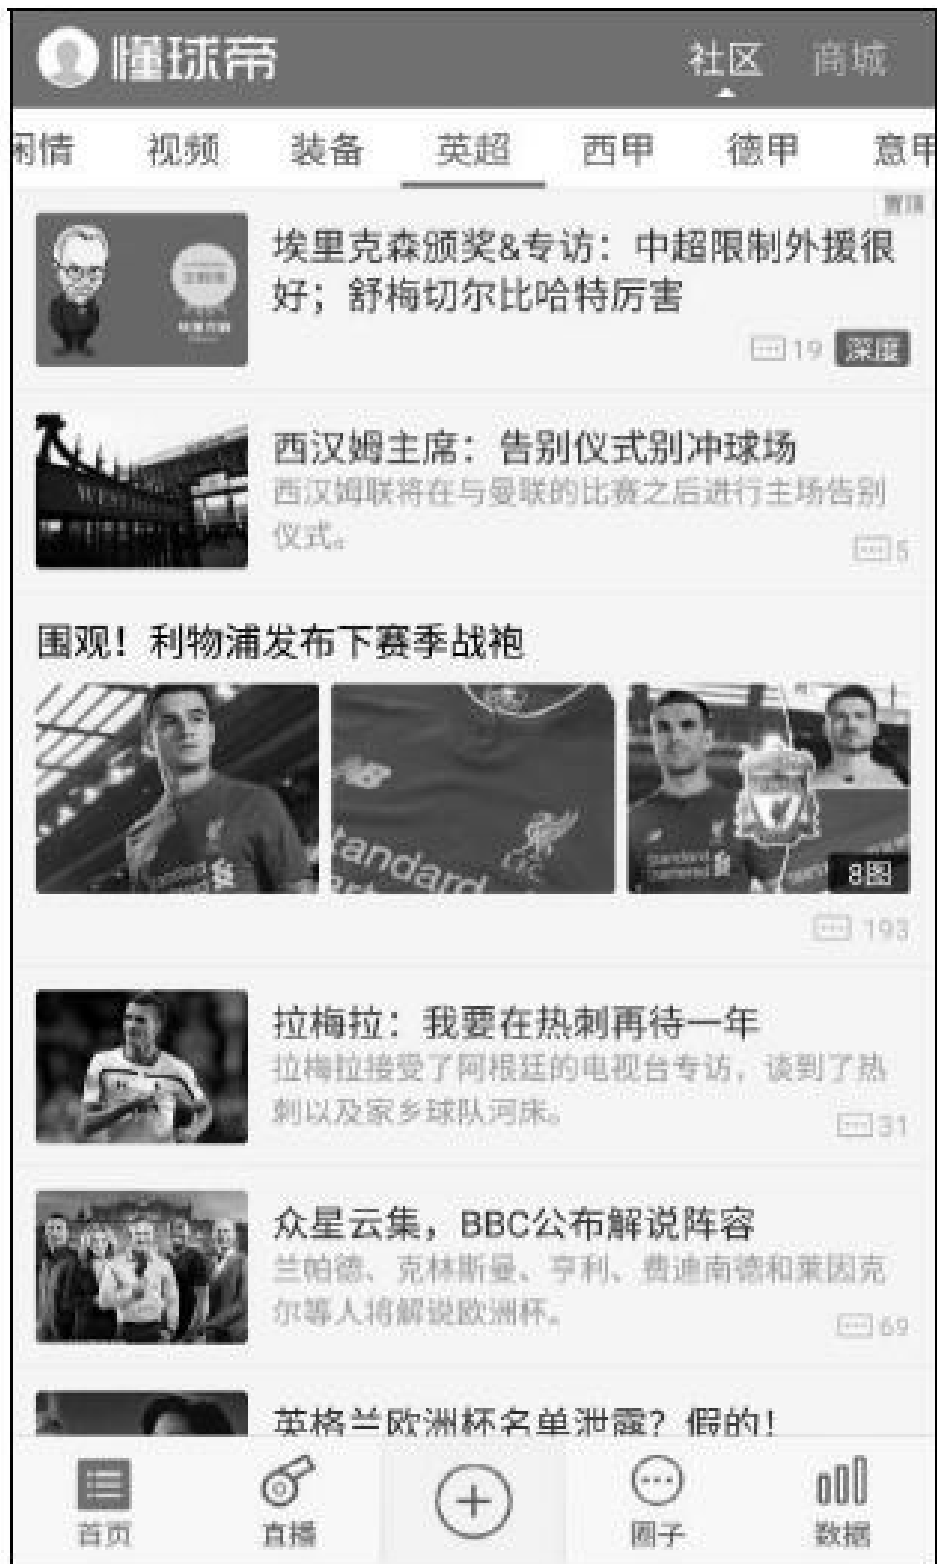 懂球帝
社区 商城
闲情 视频 装备 英超 西甲 德甲 意甲
置顶
埃里克森颁奖&专访：中超限制外援很
好；舒梅切尔比哈特厉害
19 深度
西汉姆主席：告别仪式别冲球场
西汉姆联将在与曼联的比赛之后进行主场告别
仪式。
5
围观！利物浦发布下赛季战袍
tandard
8图
193
拉梅拉：我要在热刺再待一年
拉梅拉接受了阿根廷的电视台专访，谈到了热
刺以及家乡球队河床。
31
众星云集，BBC公布解说阵容
兰帕德、克林斯曼、亨利、费迪南德和莱因克
尔等人将解说欧洲杯。
69
英格兰欧洲杯名单泄露？假的！
首页 直播 圈子 数据